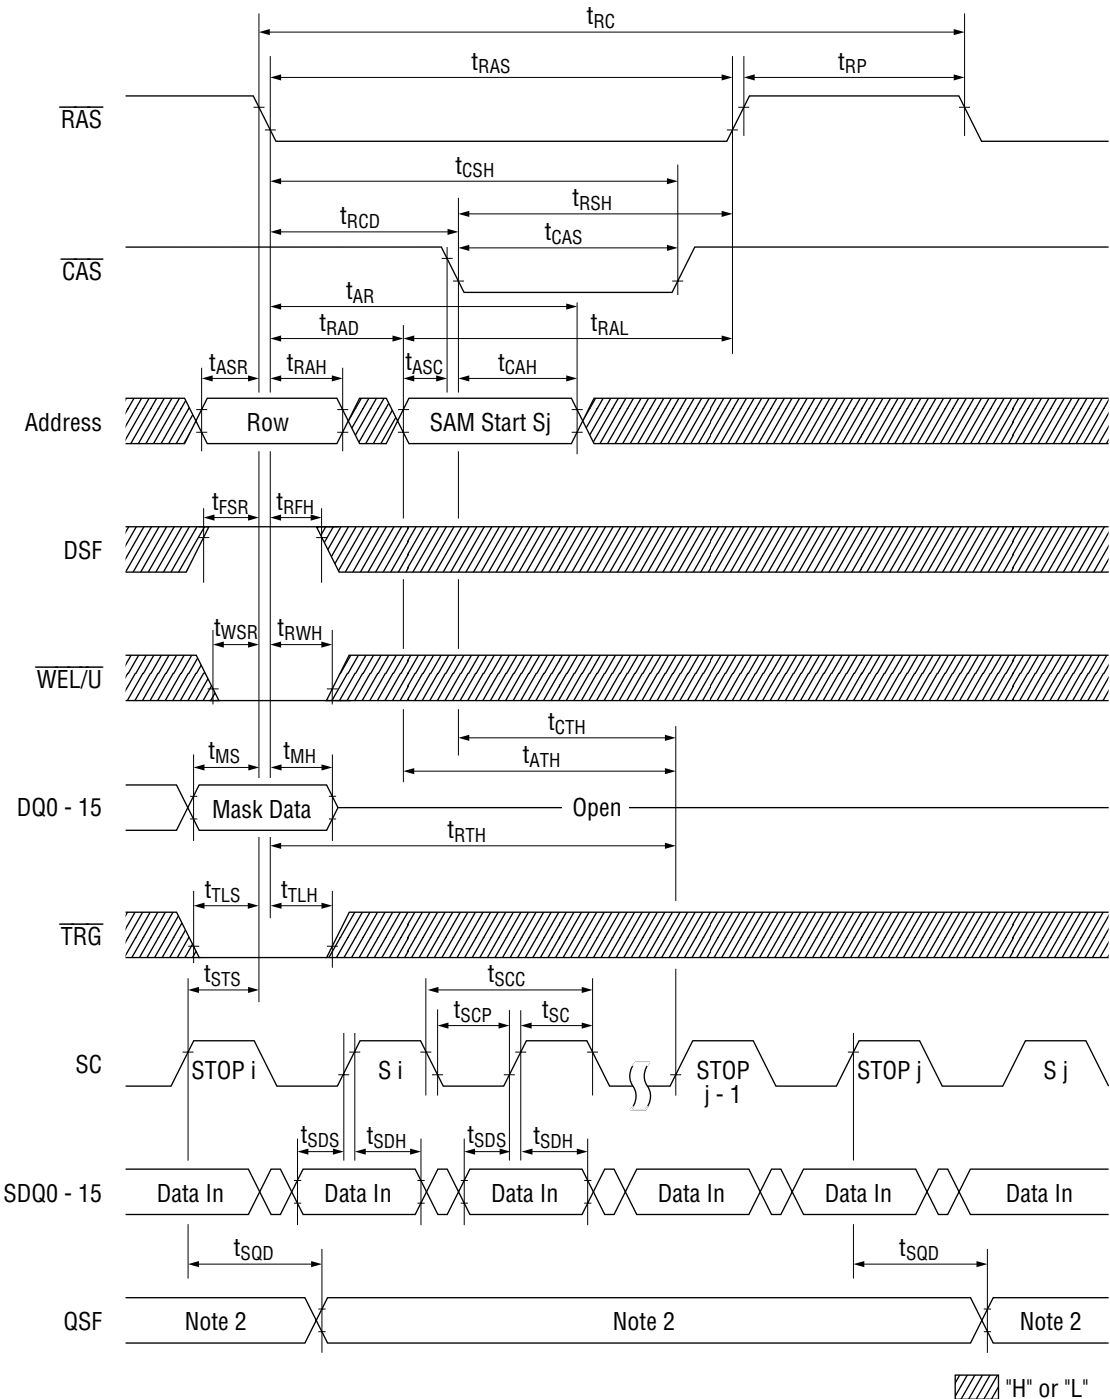 tRC
tRAS tRP
RAS
tCSH
tRSH
tRCD
tCAS
CAS
tAR
tRAD tRAL
tASR tRAH tASC tCAH
Address Row SAM Start Sj
tFSR tRFH
DSF
tWSR tRWH
WEL/U
tCTH
tMS tMH tATH
DQ0 - 15 Mask Data Open
tRTH
tTLS tTLH
TRG
tSTS tSCC
tSCP tSC
SC STOP i S i STOP j - 1 STOP j S j
tSDS tSDH tSDS tSDH
SDQ0 - 15 Data In Data In Data In Data In Data In Data In
tSQD tSQD
QSF Note 2 Note 2 Note 2
"H" or "L"